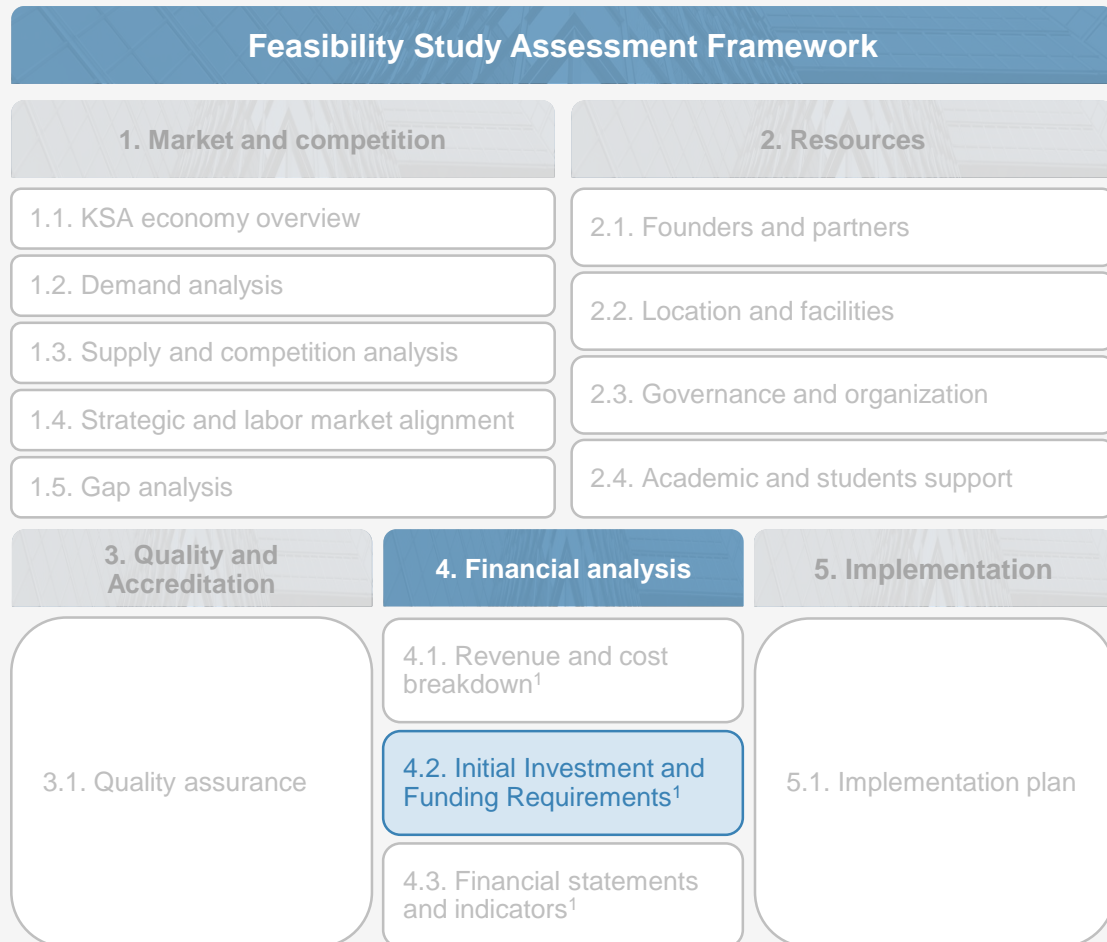 Feasibility Study Assessment Framework
1. Market and competition
1.1. KSA economy overview
1.2. Demand analysis
1.3. Supply and competition analysis
1.4. Strategic and labor market alignment
1.5. Gap analysis
2. Resources
2.1. Founders and partners
2.2. Location and facilities
2.3. Governance and organization
2.4. Academic and students support
3. Quality and
Accreditation
3.1. Quality assurance
4. Financial analysis
4.1. Revenue and cost
breakdown¹
4.2. Initial Investment and
Funding Requirements¹
4.3. Financial statements
and indicators¹
5. Implementation
5.1. Implementation plan